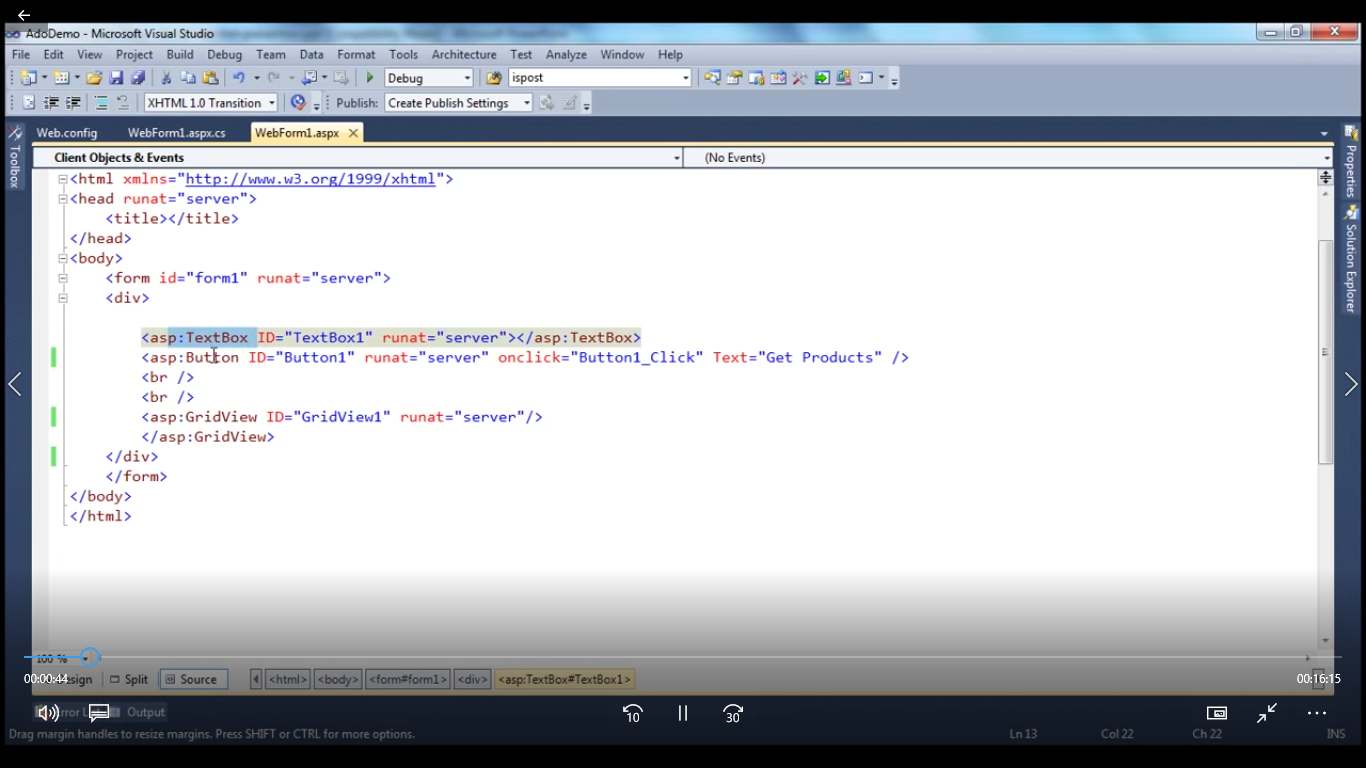 AdoDemo - Microsoft Visual Studio
File Edit View Project Build Debug Team Data Format Tools Architecture Test Analyze Window Help
Debug ispost
XHTML 1.0 Transition Publish: Create Publish Settings
Web.config WebForm1.aspx.cs WebForm1.aspx
Toolbox
Properties
Solution Explorer
Client Objects & Events (No Events)
<html xmlns="http://www.w3.org/1999/xhtml">
<head runat="server">
<title></title>
</head>
<body>
<form id="form1" runat="server">
<div>
<asp:TextBox ID="TextBox1" runat="server"></asp:TextBox>
<asp:Button ID="Button1" runat="server" onclick="Button1_Click" Text="Get Products" />
<br />
<br />
<asp:GridView ID="GridView1" runat="server"/>
</asp:GridView>
</div>
</form>
</body>
</html>
100 %
00:00:44 Split Source <html> <body> <form#form1> <div> <asp:TextBox#TextBox1> 00:16:15
Output
10 30
Drag margin handles to resize margins. Press SHIFT or CTRL for more options. Ln 13 Col 22 Ch 22 INS